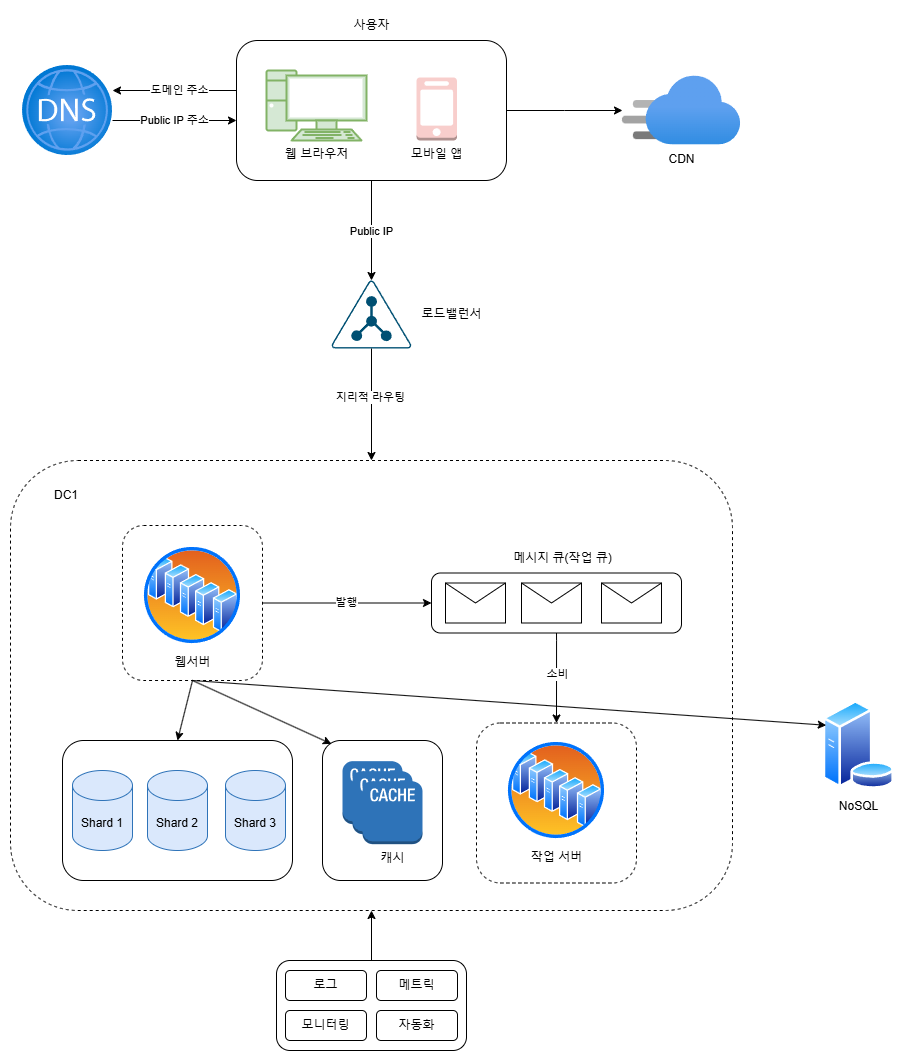 사용자
DNS
도메인 주소
Public IP 주소
웹 브라우저
모바일 앱
CDN
Public IP
로드밸런서
지리적 라우팅
DC1
메시지 큐(작업 큐)
발행
웹서버
소비
Shard 1
Shard 2
Shard 3
CACHE
CACHE
CACHE
캐시
작업 서버
NoSQL
로그
메트릭
모니터링
자동화